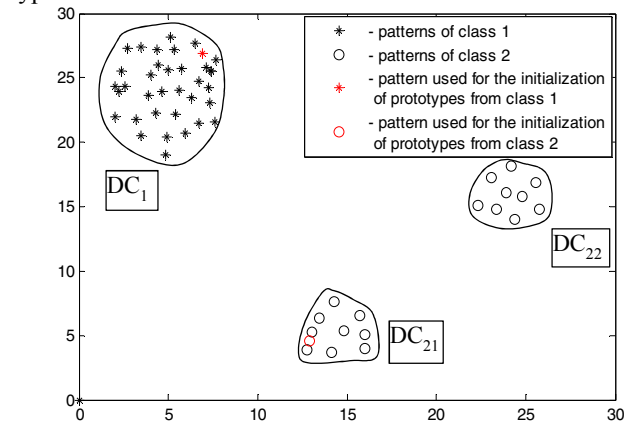 yp
30
25
20
15
10
5
0
0
5
10
15
20
25
30
- patterns of class 1
- patterns of class 2
- pattern used for the initialization
of prototypes from class 1
- pattern used for the initialization
of prototypes from class 2
DC1
DC22
DC21